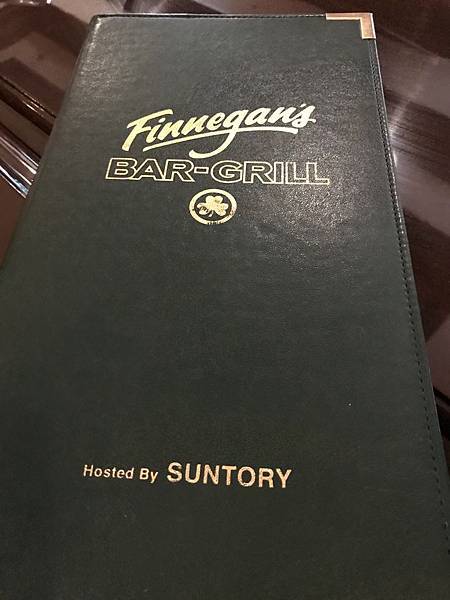 Finnegan's
BAR-GRILL
Hosted By SUNTORY